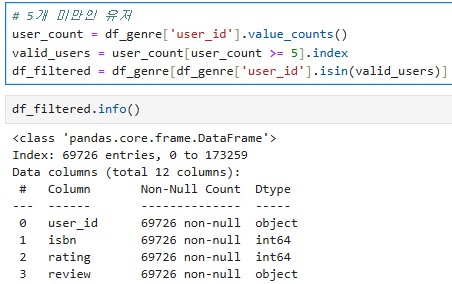 # 5개 미만인 유저
user_count = df_genre['user_id'].value_counts()
valid_users = user_count[user_count >= 5].index
df_filtered = df_genre[df_genre['user_id'].isin(valid_users)]
df_filtered.info()
<class 'pandas.core.frame.DataFrame'>
Index: 69726 entries, 0 to 173259
Data columns (total 12 columns):
 #   Column       Non-Null Count  Dtype
---  ------       --------------  -----
 0   user_id      69726 non-null  object
 1   isbn         69726 non-null  int64
 2   rating       69726 non-null  int64
 3   review       69726 non-null  object